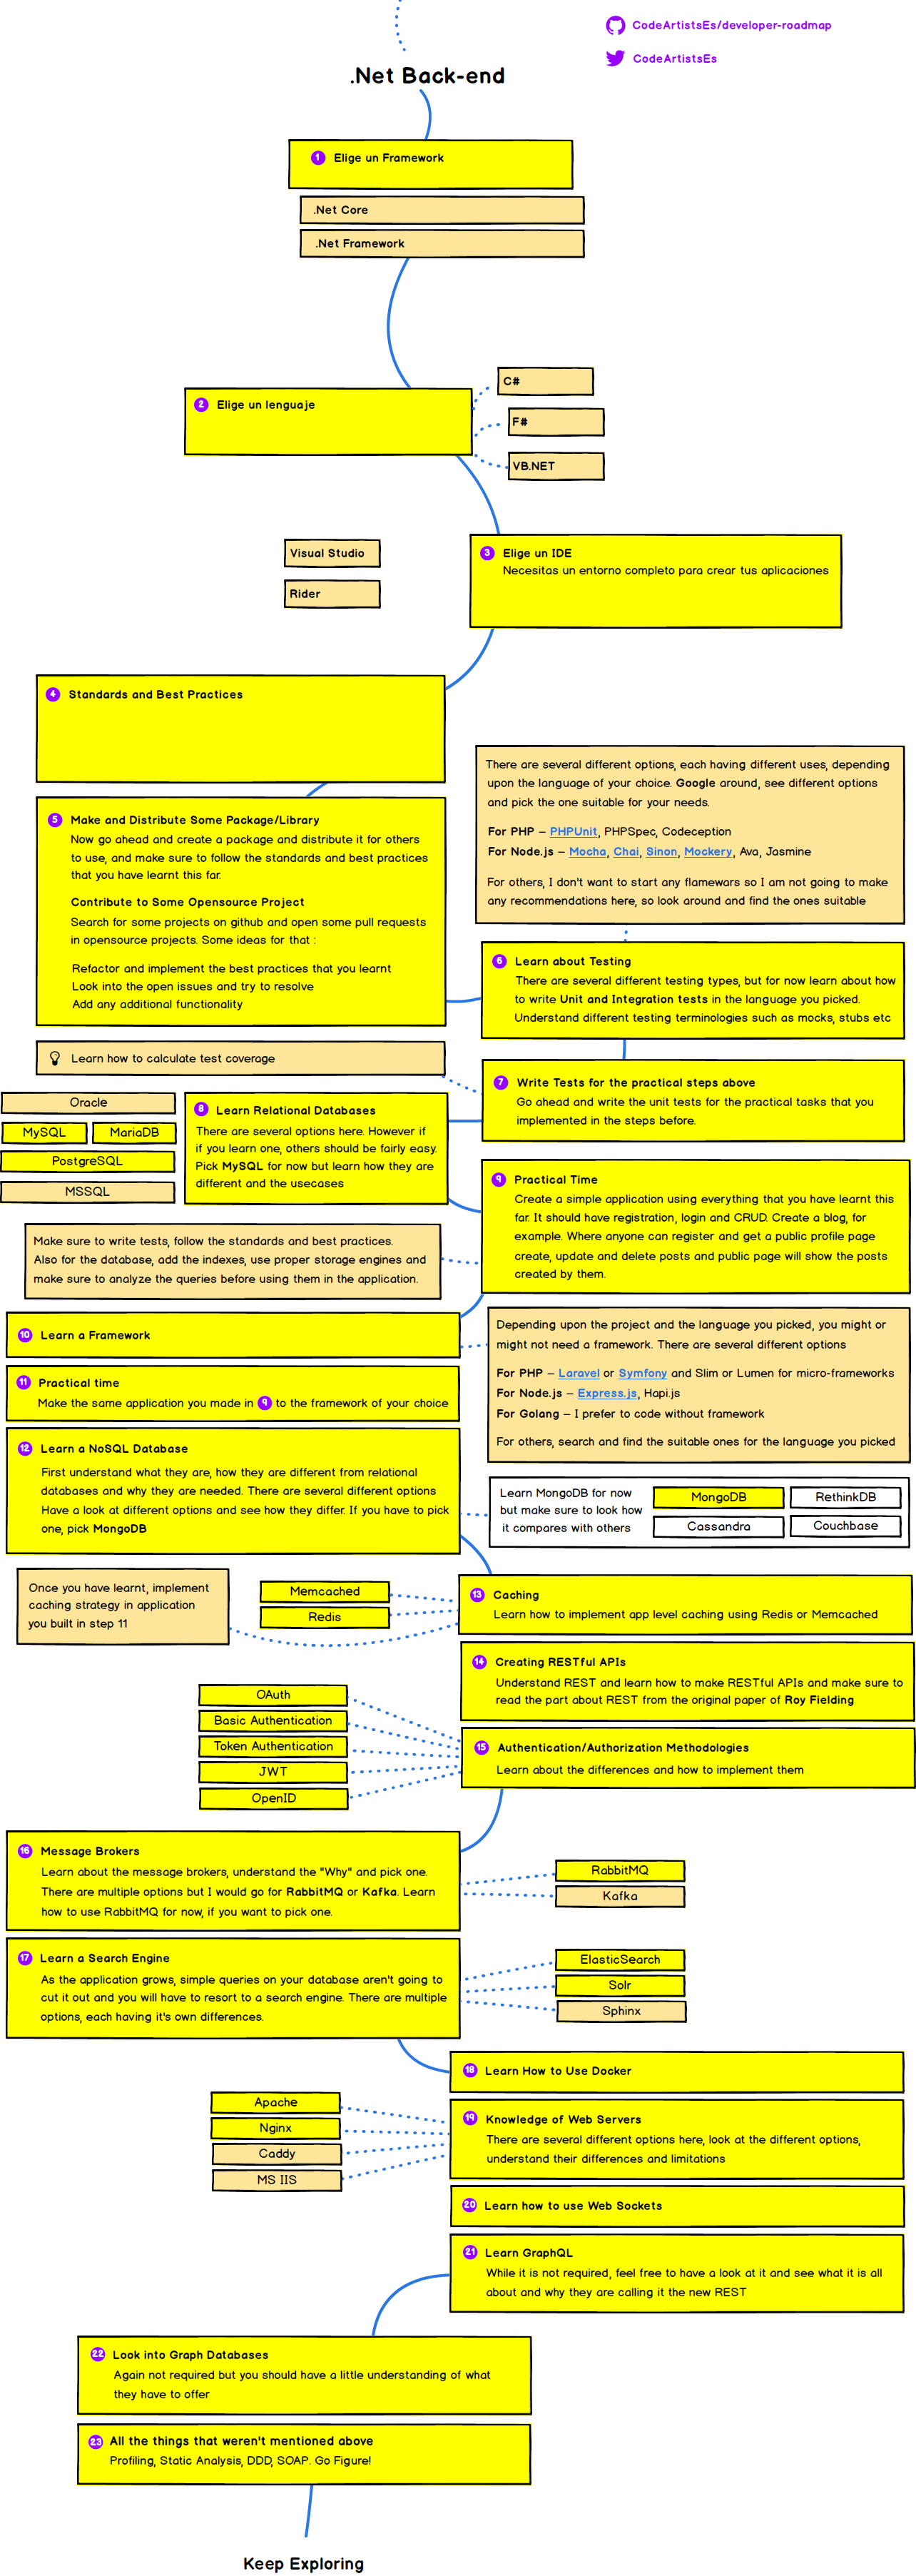 CodeArtistsEs/developer-roadmap
CodeArtistsEs
.Net Back-end
1 Elige un Framework
.Net Core
.Net Framework
2 Elige un lenguaje
C#
F#
VB.NET
3 Elige un IDE
Necesitas un entorno completo para crear tus aplicaciones
Visual Studio
Rider
4 Standards and Best Practices
5 Make and Distribute Some Package/Library
Now go ahead and create a package and distribute it for others
to use, and make sure to follow the standards and best practices
that you have learnt this far.
Contribute to Some Opensource Project
Search for some projects on github and open some pull requests
in opensource projects. Some ideas for that :
Refactor and implement the best practices that you learnt
Look into the open issues and try to resolve
Add any additional functionality
There are several different options, each having different uses, depending
upon the language of your choice. Google around, see different options
and pick the one suitable for your needs.
For PHP – PHPUnit, PHPSpec, Codeception
For Node.js – Mocha, Chai, Sinon, Mockery, Ava, Jasmine
For others, I don't want to start any flamewars so I am not going to make
any recommendations here, so look around and find the ones suitable
6 Learn about Testing
There are several different testing types, but for now learn about how
to write Unit and Integration tests in the language you picked.
Understand different testing terminologies such as mocks, stubs etc
Learn how to calculate test coverage
7 Write Tests for the practical steps above
Go ahead and write the unit tests for the practical tasks that you
implemented in the steps before.
Oracle
MySQL
MariaDB
PostgreSQL
MSSQL
8 Learn Relational Databases
There are several options here. However if
if you learn one, others should be fairly easy.
Pick MySQL for now but learn how they are
different and the usecases
9 Practical Time
Create a simple application using everything that you have learnt this
far. It should have registration, login and CRUD. Create a blog, for
example. Where anyone can register and get a public profile page
create, update and delete posts and public page will show the posts
created by them.
Make sure to write tests, follow the standards and best practices.
Also for the database, add the indexes, use proper storage engines and
make sure to analyze the queries before using them in the application.
10 Learn a Framework
Depending upon the project and the language you picked, you might or
might not need a framework. There are several different options
For PHP – Laravel or Symfony and Slim or Lumen for micro-frameworks
For Node.js – Express.js, Hapi.js
For Golang – I prefer to code without framework
For others, search and find the suitable ones for the language you picked
11 Practical time
Make the same application you made in 9 to the framework of your choice
12 Learn a NoSQL Database
First understand what they are, how they are different from relational
databases and why they are needed. There are several different options
Have a look at different options and see how they differ. If you have to pick
one, pick MongoDB
Learn MongoDB for now
but make sure to look how
it compares with others
MongoDB
RethinkDB
Cassandra
Couchbase
Once you have learnt, implement
caching strategy in application
you built in step 11
Memcached
Redis
13 Caching
Learn how to implement app level caching using Redis or Memcached
14 Creating RESTful APIs
Understand REST and learn how to make RESTful APIs and make sure to
read the part about REST from the original paper of Roy Fielding
OAuth
Basic Authentication
Token Authentication
JWT
OpenID
15 Authentication/Authorization Methodologies
Learn about the differences and how to implement them
16 Message Brokers
Learn about the message brokers, understand the "Why" and pick one.
There are multiple options but I would go for RabbitMQ or Kafka. Learn
how to use RabbitMQ for now, if you want to pick one.
RabbitMQ
Kafka
17 Learn a Search Engine
As the application grows, simple queries on your database aren't going to
cut it out and you will have to resort to a search engine. There are multiple
options, each having it's own differences.
ElasticSearch
Solr
Sphinx
18 Learn How to Use Docker
Apache
Nginx
Caddy
MS IIS
19 Knowledge of Web Servers
There are several different options here, look at the different options,
understand their differences and limitations
20 Learn how to use Web Sockets
21 Learn GraphQL
While it is not required, feel free to have a look at it and see what it is all
about and why they are calling it the new REST
22 Look into Graph Databases
Again not required but you should have a little understanding of what
they have to offer
23 All the things that weren't mentioned above
Profiling, Static Analysis, DDD, SOAP. Go Figure!
Keep Exploring